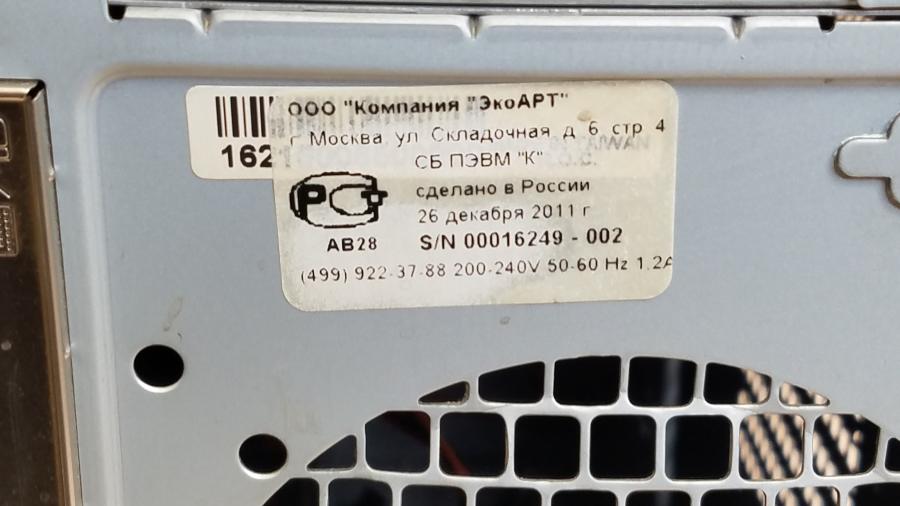 ООО "Компания "ЭкоАРТ"
г Москва ул Складочная д 6 стр 4
СБ ПЭВМ "К"
сделано в России
26 декабря 2011 г
АВ28 S/N 00016249 - 002
(499) 922-37-88 200-240V 50-60 Hz 1.2A
162
TAIWAN